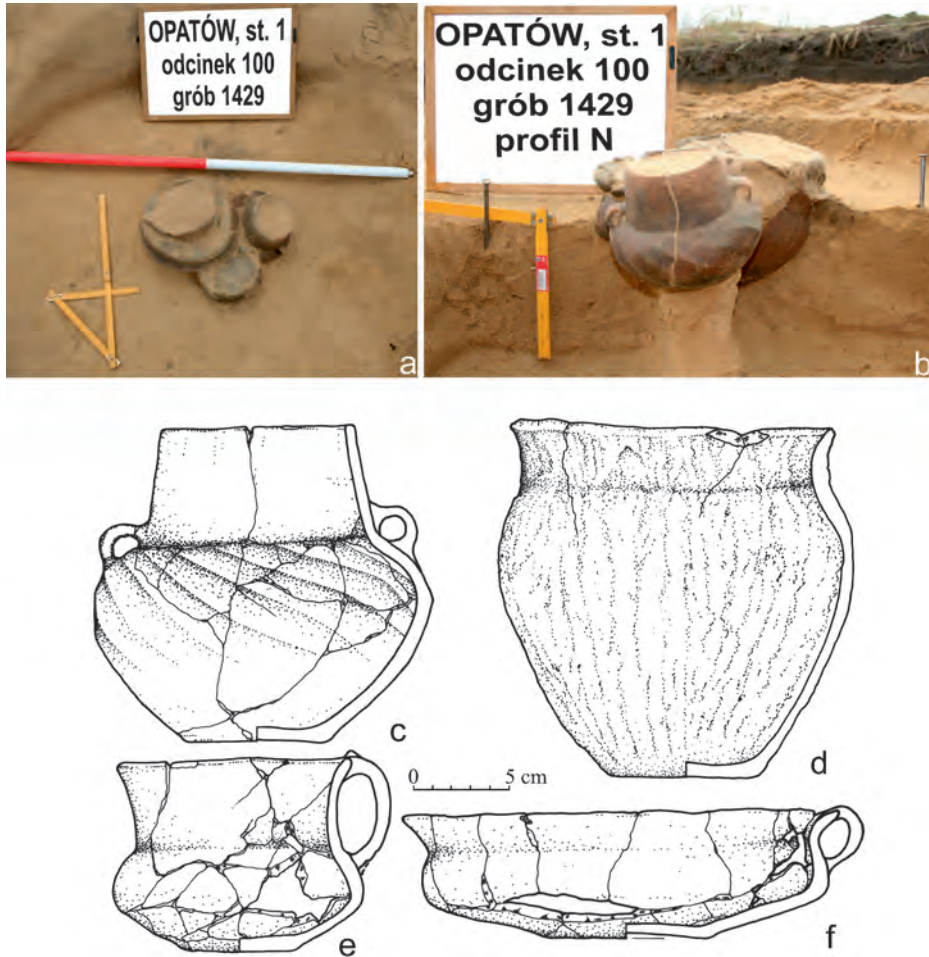 OPATÓW, st. 1
odcinek 100
grób 1429
a
OPATÓW, st. 1
odcinek 100
grób 1429
profil N
b
c
d
0 5 cm
e
f